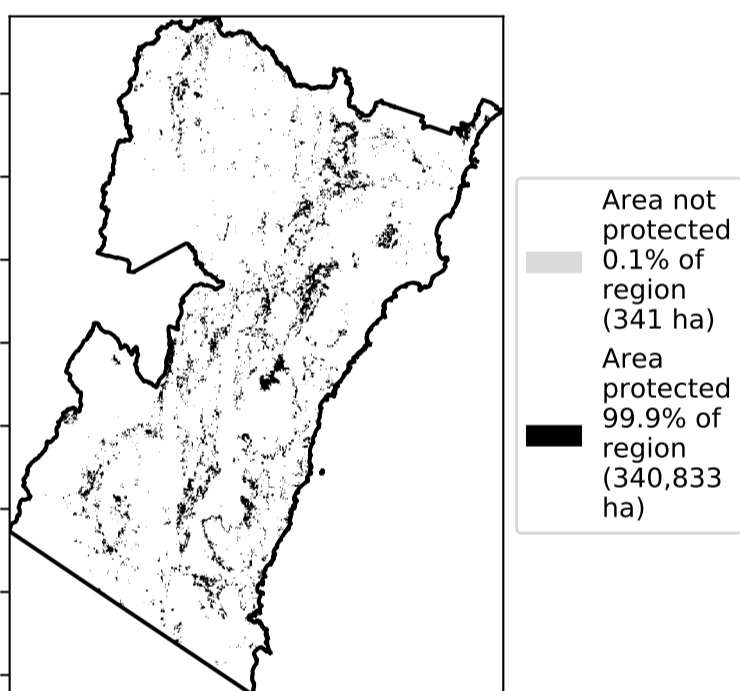 Area not
protected
0.1% of
region
(341 ha)
Area
protected
99.9% of
region
(340,833
ha)